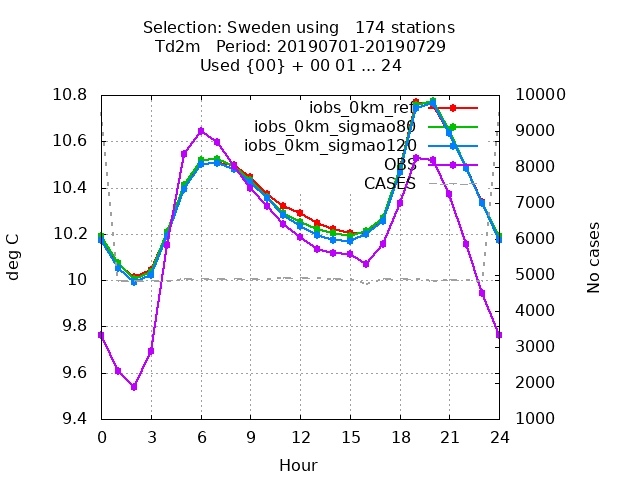 Selection: Sweden using   174 stations
Td2m   Period: 20190701-20190729
Used {00} + 00 01 ... 24
iobs_0km_ref
iobs_0km_sigmao80
iobs_0km_sigmao120
OBS
CASES
10.8
10.6
10.4
10.2
10
9.8
9.6
9.4
deg C
10000
9000
8000
7000
6000
5000
4000
3000
2000
1000
No cases
0 3 6 9 12 15 18 21 24
Hour